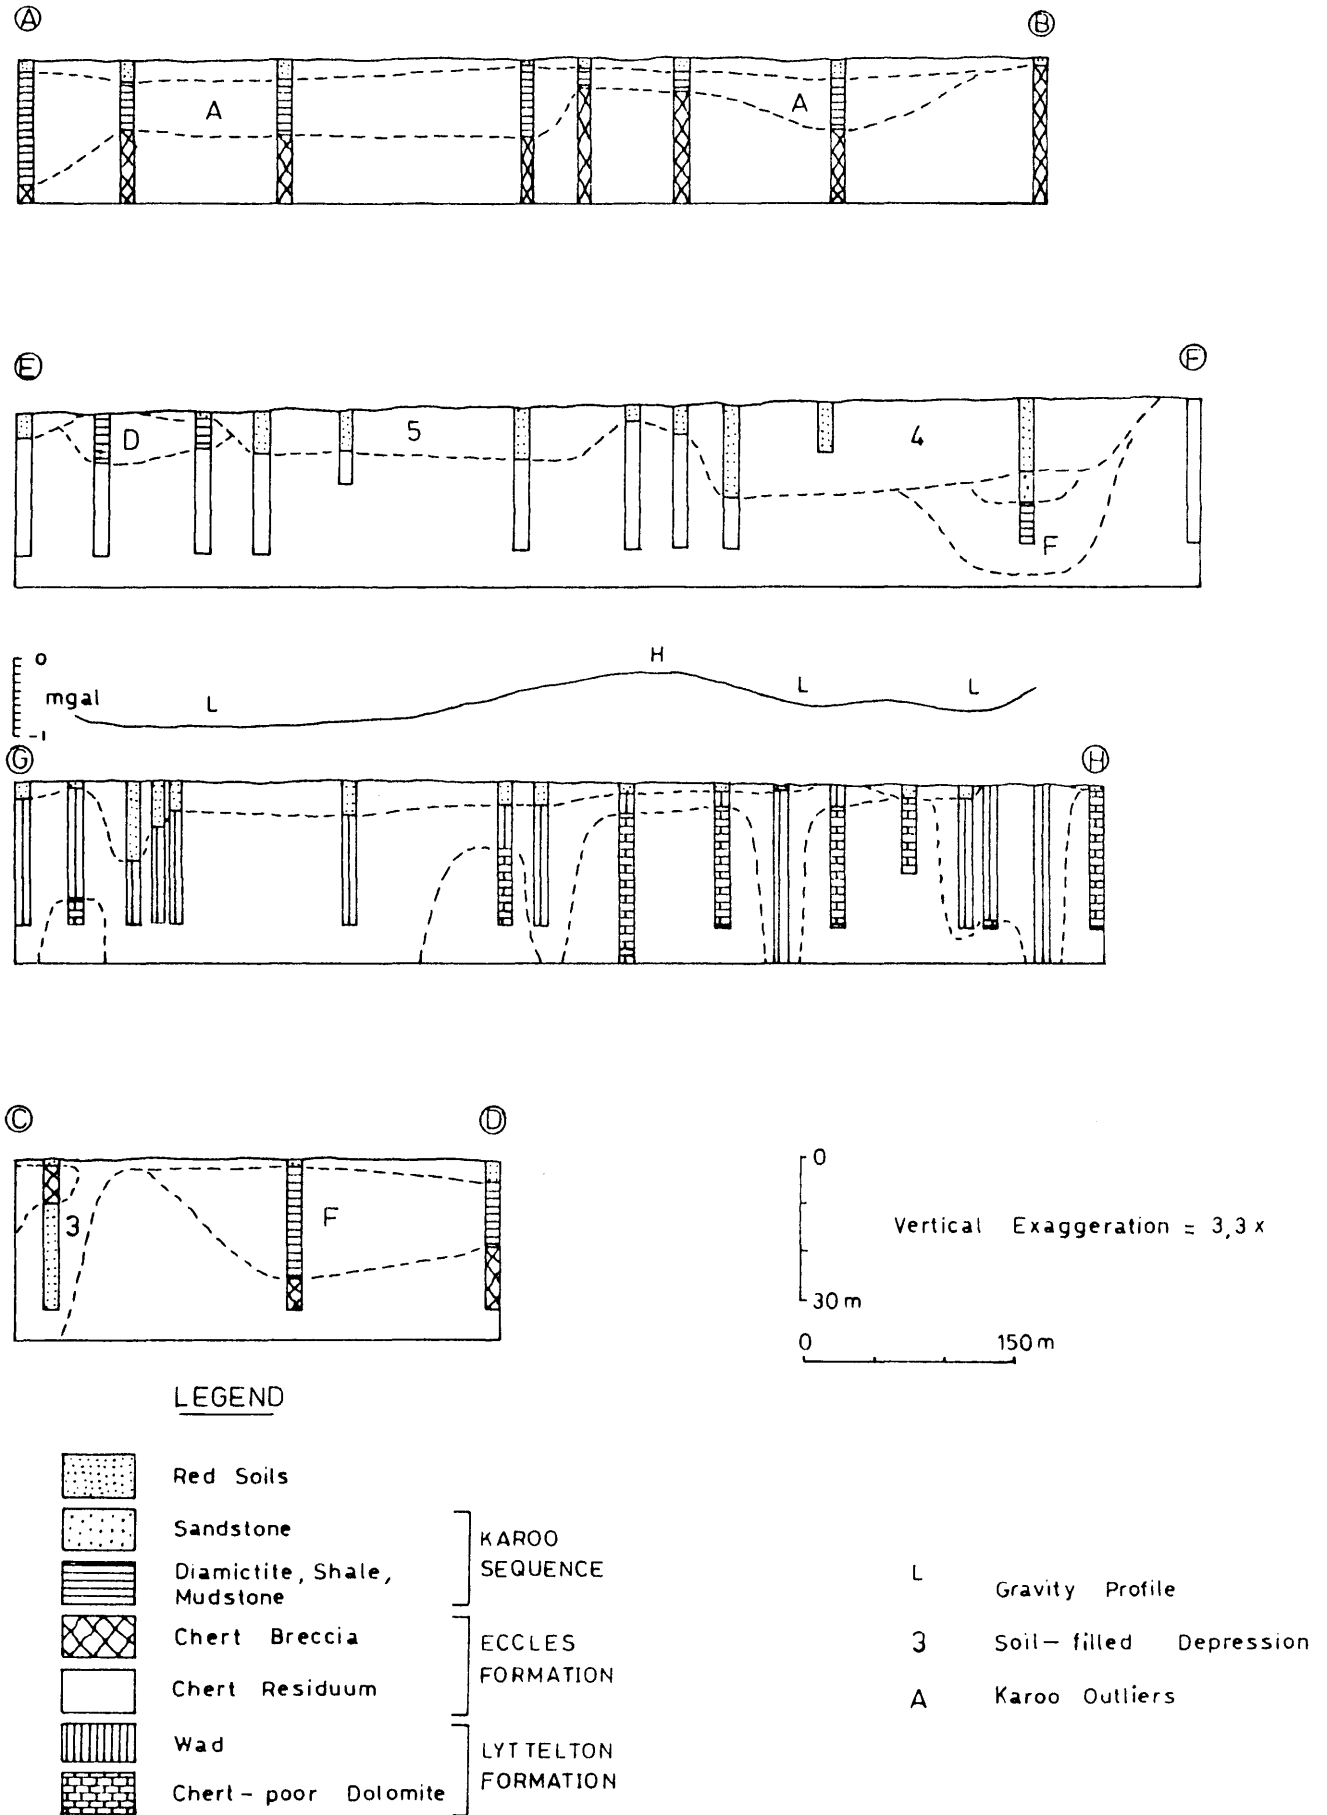 A B
A A
E F
D 5 4
F
0
H
mgal L L L
-1
G H
C D
3 F
0
Vertical Exaggeration = 3,3 x
30 m
0 150 m
LEGEND
Red Soils
Sandstone
KAROO
SEQUENCE
Diamictite, Shale,
Mudstone
Chert Breccia
ECCLES
FORMATION
Chert Residuum
Wad
LYTTELTON
FORMATION
Chert - poor Dolomite
L Gravity Profile
3 Soil - filled Depression
A Karoo Outliers